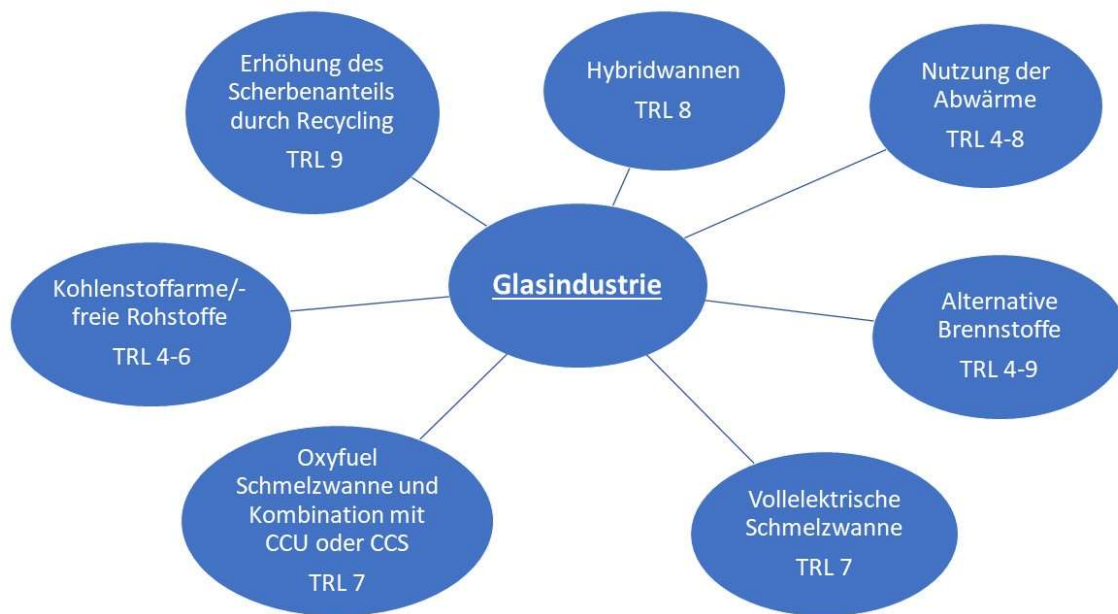 Erhöhung des
Scherbenanteils
durch Recycling
TRL 9
Hybridwannen
TRL 8
Nutzung der
Abwärme
TRL 4-8
Glasindustrie
Kohlenstoffarme/-
freie Rohstoffe
TRL 4-6
Alternative
Brennstoffe
TRL 4-9
Oxyfuel
Schmelzwanne und
Kombination mit
CCU oder CCS
TRL 7
Vollelektrische
Schmelzwanne
TRL 7